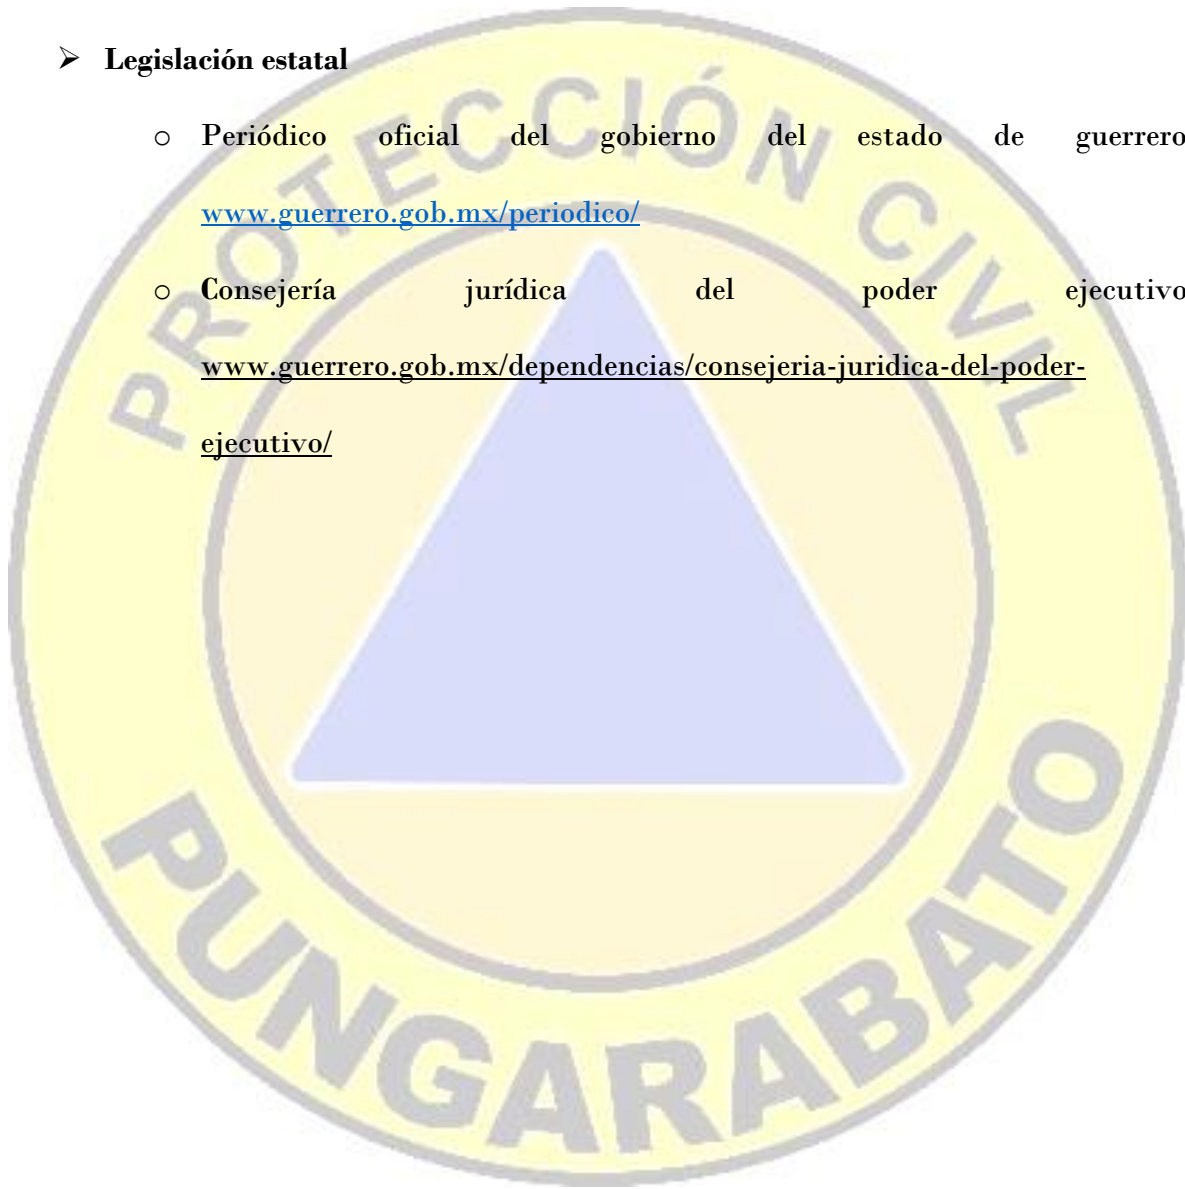 ➢ Legislación estatal
o Periódico oficial del gobierno del estado de guerrero
www.guerrero.gob.mx/periodico/
o Consejería jurídica del poder ejecutivo
www.guerrero.gob.mx/dependencias/consejeria-juridica-del-poder-
ejecutivo/
PROTECCIÓN CIVIL
PUNGARABATO